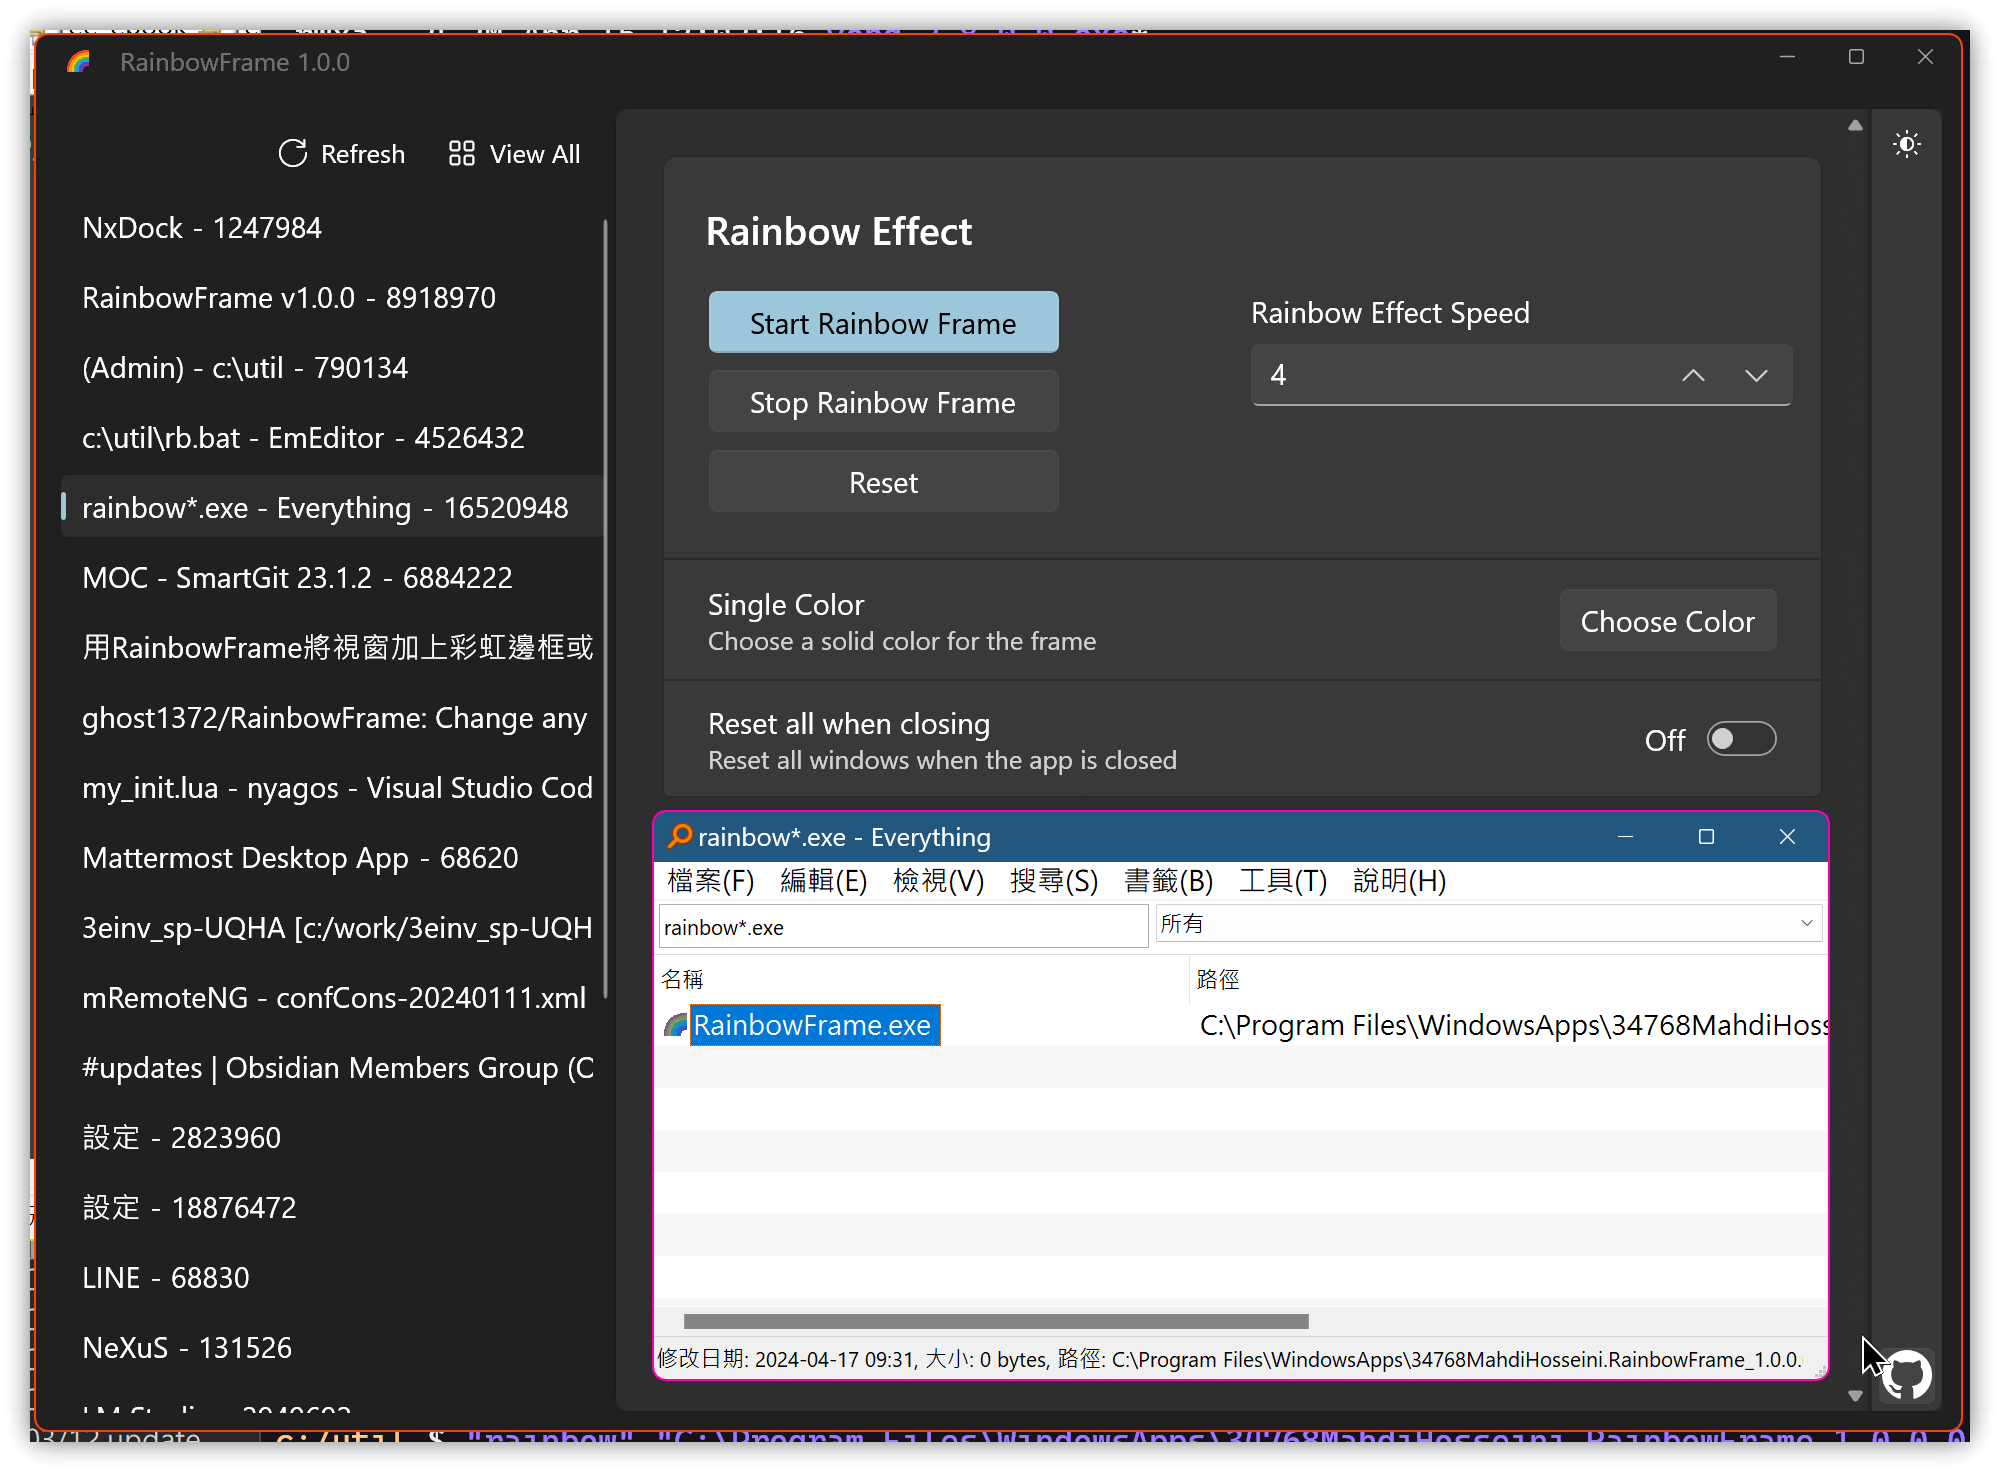 RainbowFrame 1.0.0
Refresh
View All
NxDock - 1247984
RainbowFrame v1.0.0 - 8918970
(Admin) - c:\util - 790134
c:\util\rb.bat - EmEditor - 4526432
rainbow*.exe - Everything - 16520948
MOC - SmartGit 23.1.2 - 6884222
用RainbowFrame將視窗加上彩虹邊框或
ghost1372/RainbowFrame: Change any
my_init.lua - nyagos - Visual Studio Cod
Mattermost Desktop App - 68620
3einv_sp-UQHA [c:/work/3einv_sp-UQH
mRemoteNG - confCons-20240111.xml
#updates | Obsidian Members Group (C
設定 - 2823960
設定 - 18876472
LINE - 68830
NeXuS - 131526
Rainbow Effect
Start Rainbow Frame
Stop Rainbow Frame
Reset
Rainbow Effect Speed
4
Single Color
Choose a solid color for the frame
Choose Color
Reset all when closing
Reset all windows when the app is closed
Off
rainbow*.exe - Everything
檔案(F) 編輯(E) 檢視(V) 搜尋(S) 書籤(B) 工具(T) 說明(H)
rainbow*.exe
所有
名稱
路徑
RainbowFrame.exe
C:\Program Files\WindowsApps\34768MahdiHoss
修改日期: 2024-04-17 09:31, 大小: 0 bytes, 路徑: C:\Program Files\WindowsApps\34768MahdiHosseini.RainbowFrame_1.0.0.
03/12 update
c:/util $ "rainbow" "C:\Program Files\WindowsApps\34768MahdiHosseini.RainbowFrame_1.0.0.0